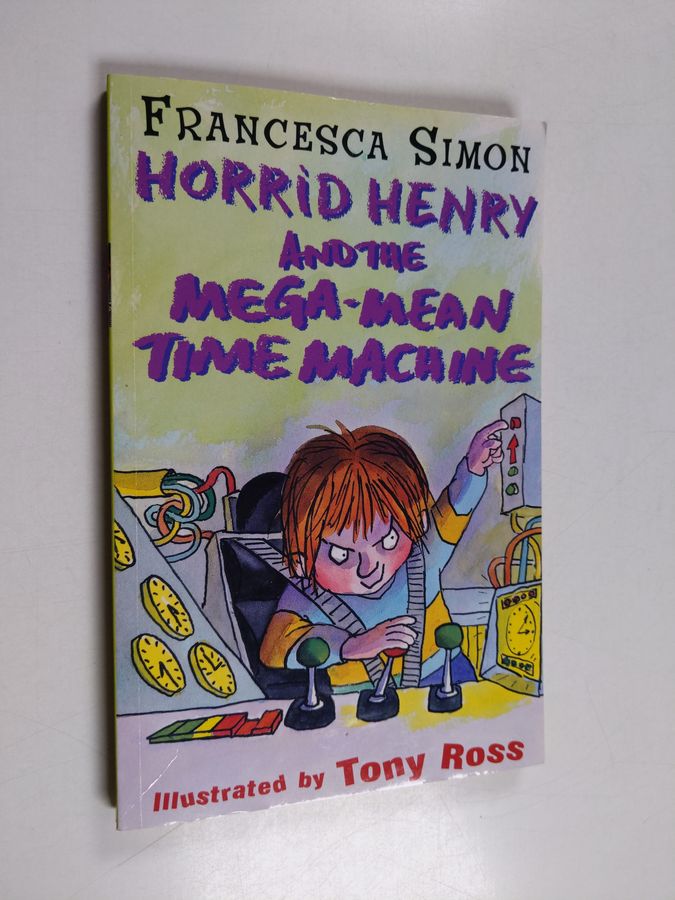 FRANCESCA SIMON
HORRID HENRY
AND THE
MEGA-MEAN
TIME MACHINE
Illustrated by Tony Ross